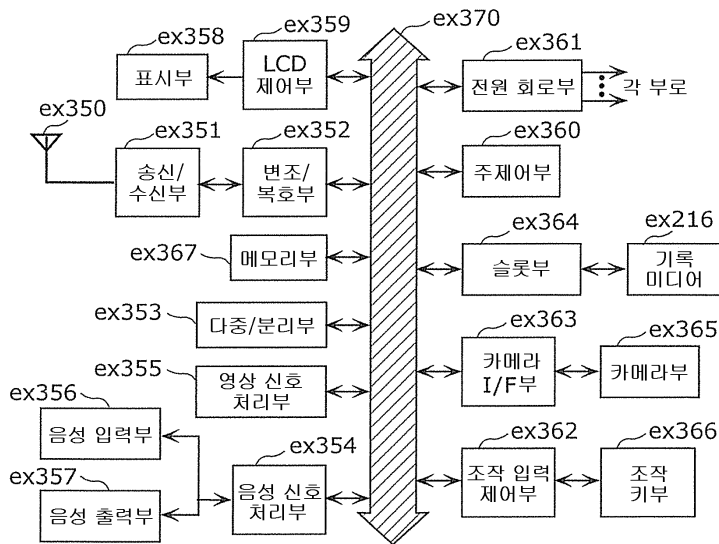 ex370
ex358
표시부
ex359
LCD
제어부
ex361
전원 회로부
각 부로
ex350
ex351
송신/
수신부
ex352
변조/
복호부
ex360
주제어부
ex367
메모리부
ex364
슬롯부
ex216
기록
미디어
ex353
다중/분리부
ex363
카메라
I/F부
ex365
카메라부
ex355
영상 신호
처리부
ex356
음성 입력부
ex354
음성 신호
처리부
ex357
음성 출력부
ex362
조작 입력
제어부
ex366
조작
키부